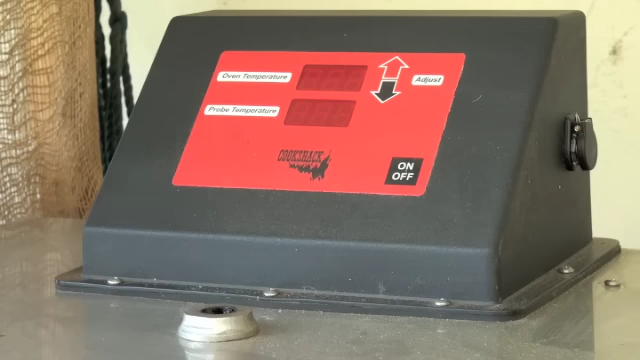 Oven Temperature
Adjust
Probe Temperature
COOKSHACK
ON
OFF